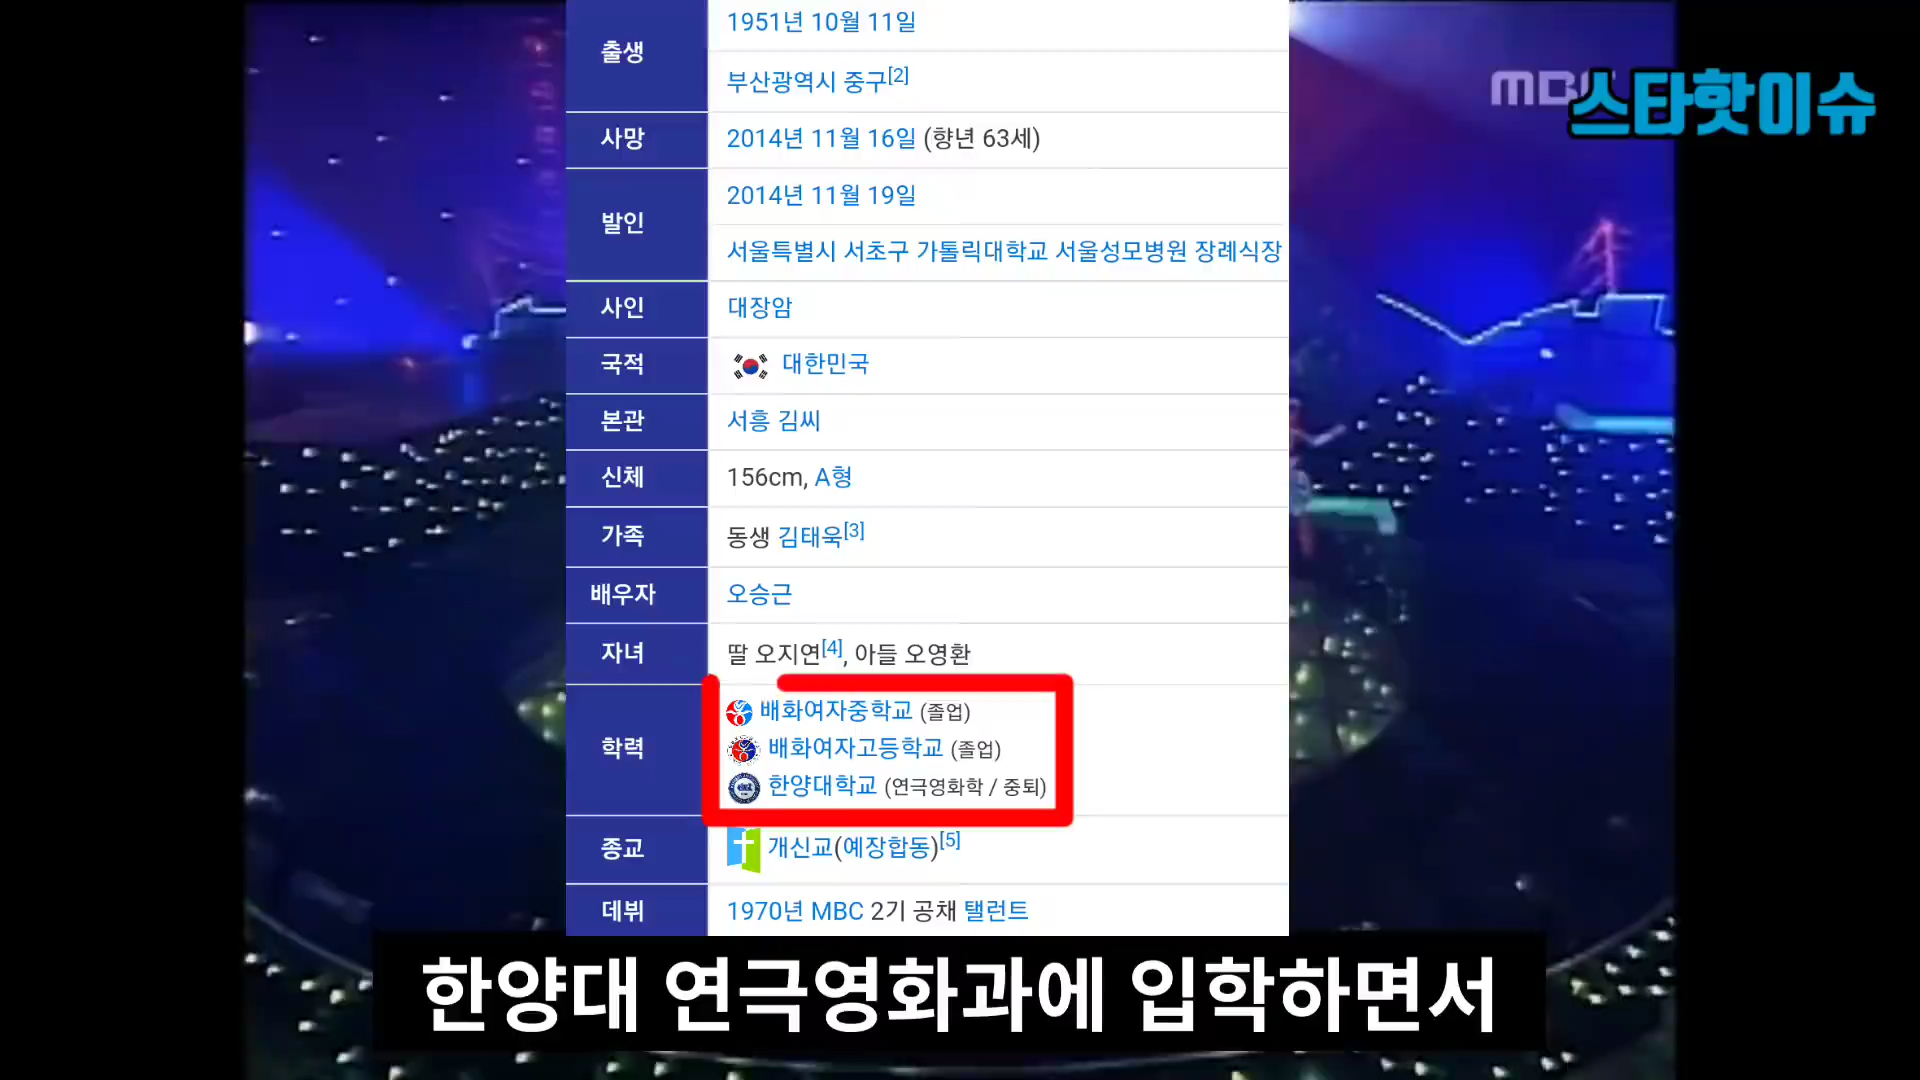 출생
1951년 10월 11일
부산광역시 중구[2]
사망
2014년 11월 16일 (향년 63세)
발인
2014년 11월 19일
서울특별시 서초구 가톨릭대학교 서울성모병원 장례식장
사인
대장암
국적
대한민국
본관
서흥 김씨
신체
156cm, A형
가족
동생 김태욱[3]
배우자
오승근
자녀
딸 오지연[4], 아들 오영환
학력
배화여자중학교 (졸업)
배화여자고등학교 (졸업)
한양대학교 (연극영화학 / 중퇴)
종교
개신교(예장합동)[5]
데뷔
1970년 MBC 2기 공채 탤런트
스타핫이슈
한양대 연극영화과에 입학하면서